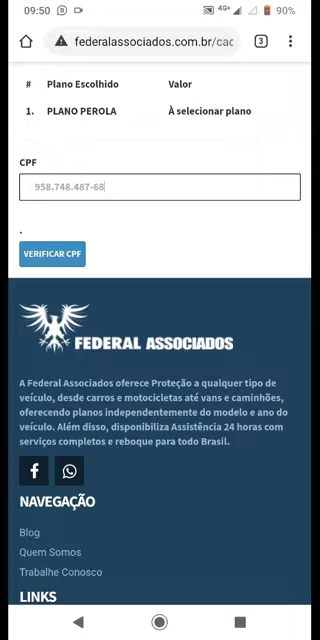 09:50
4G+
90%
federalassociados.com.br/cac
3
# Plano Escolhido Valor
1. PLANO PEROLA À selecionar plano
CPF
958.748.487-68
.
VERIFICAR CPF
FEDERAL ASSOCIADOS
A Federal Associados oferece Proteção a qualquer tipo de
veículo, desde carros e motocicletas até vans e caminhões,
oferecendo planos independentemente do modelo e ano do
veículo. Além disso, disponibiliza Assistência 24 horas com
serviços completos e reboque para todo Brasil.
NAVEGAÇÃO
Blog
Quem Somos
Trabalhe Conosco
LINKS